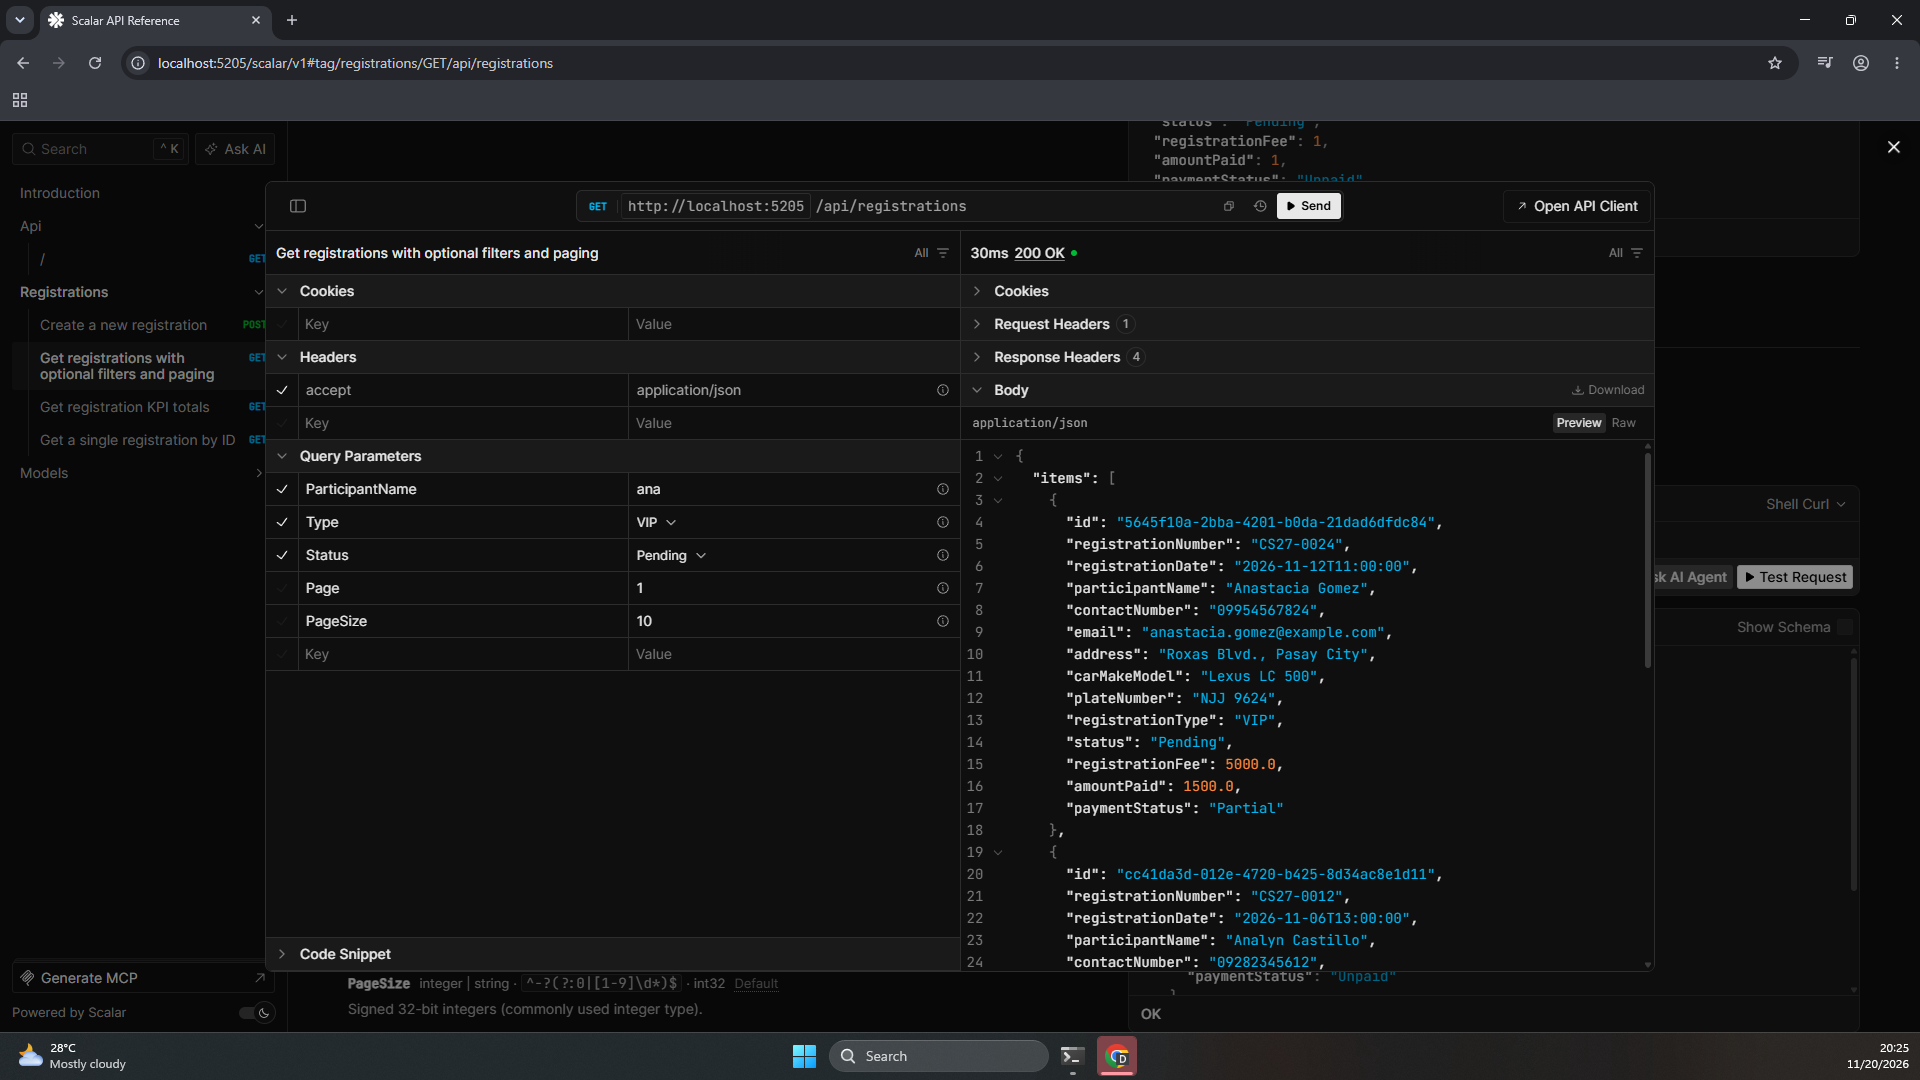 Scalar API Reference
localhost:5205/scalar/v1#tag/registrations/GET/api/registrations
Search
^ K
Ask AI
Introduction
Api
/
GET
Registrations
Create a new registration
POST
Get registrations with
optional filters and paging
GET
Get registration KPI totals
GET
Get a single registration by ID
GET
Models
Generate MCP
Powered by Scalar
"status": "Pending",
"registrationFee": 1,
"amountPaid": 1,
"paymentStatus": "Unpaid"
GET
http://localhost:5205
/api/registrations
Send
Open API Client
Get registrations with optional filters and paging
All
Cookies
Key
Value
Headers
accept
application/json
Key
Value
Query Parameters
ParticipantName
ana
Type
VIP
Status
Pending
Page
1
PageSize
10
Key
Value
Code Snippet
30ms 200 OK
All
Cookies
Request Headers 1
Response Headers 4
Body
Download
application/json
Preview
Raw
1 {
2 "items": [
3 {
4 "id": "5645f10a-2bba-4201-b0da-21dad6dfdc84",
5 "registrationNumber": "CS27-0024",
6 "registrationDate": "2026-11-12T11:00:00",
7 "participantName": "Anastacia Gomez",
8 "contactNumber": "09954567824",
9 "email": "anastacia.gomez@example.com",
10 "address": "Roxas Blvd., Pasay City",
11 "carMakeModel": "Lexus LC 500",
12 "plateNumber": "NJJ 9624",
13 "registrationType": "VIP",
14 "status": "Pending",
15 "registrationFee": 5000.0,
16 "amountPaid": 1500.0,
17 "paymentStatus": "Partial"
18 },
19 {
20 "id": "cc41da3d-012e-4720-b425-8d34ac8e1d11",
21 "registrationNumber": "CS27-0012",
22 "registrationDate": "2026-11-06T13:00:00",
23 "participantName": "Analyn Castillo",
24 "contactNumber": "09282345612",
Shell Curl
sk AI Agent
Test Request
Show Schema
PageSize integer | string · ^-?(?:0|[1-9]\d*)$ · int32 Default
Signed 32-bit integers (commonly used integer type).
"paymentStatus": "Unpaid"
}
OK
28°C
Mostly cloudy
Search
20:25
11/20/2026